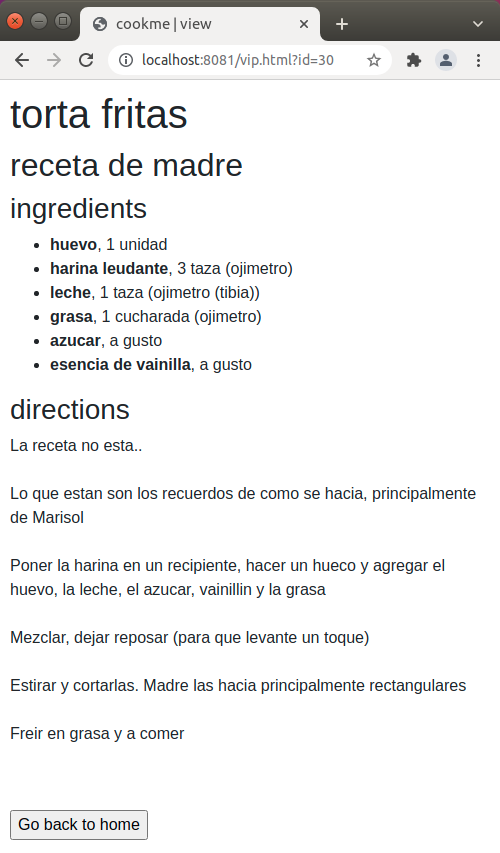 cookme | view
localhost:8081/vip.html?id=30
torta fritas
receta de madre
ingredients
huevo, 1 unidad
harina leudante, 3 taza (ojimetro)
leche, 1 taza (ojimetro (tibia))
grasa, 1 cucharada (ojimetro)
azucar, a gusto
esencia de vainilla, a gusto
directions
La receta no esta..
Lo que estan son los recuerdos de como se hacia, principalmente
de Marisol
Poner la harina en un recipiente, hacer un hueco y agregar el
huevo, la leche, el azucar, vainillin y la grasa
Mezclar, dejar reposar (para que levante un toque)
Estirar y cortarlas. Madre las hacia principalmente rectangulares
Freir en grasa y a comer
Go back to home